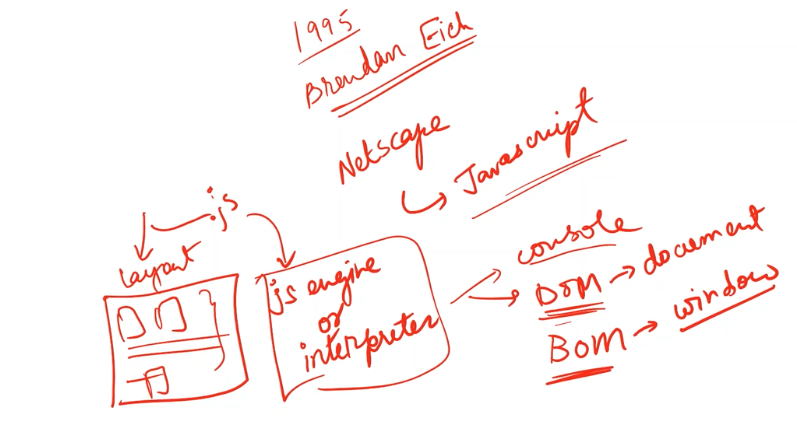 1995
Brendan Eich
Netscape
Javascript
.js
layout
js engine
or
interpreter
console
DOM → document
BOM → window